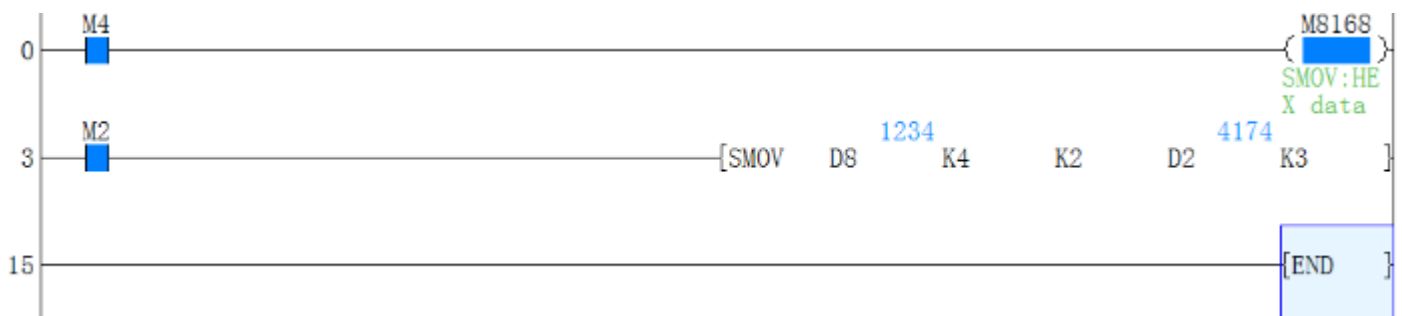 M4 M8168
0 ( )
SMOV:HE
X data
M2 1234 4174
3 [SMOV D8 K4 K2 D2 K3 ]
15 [END ]